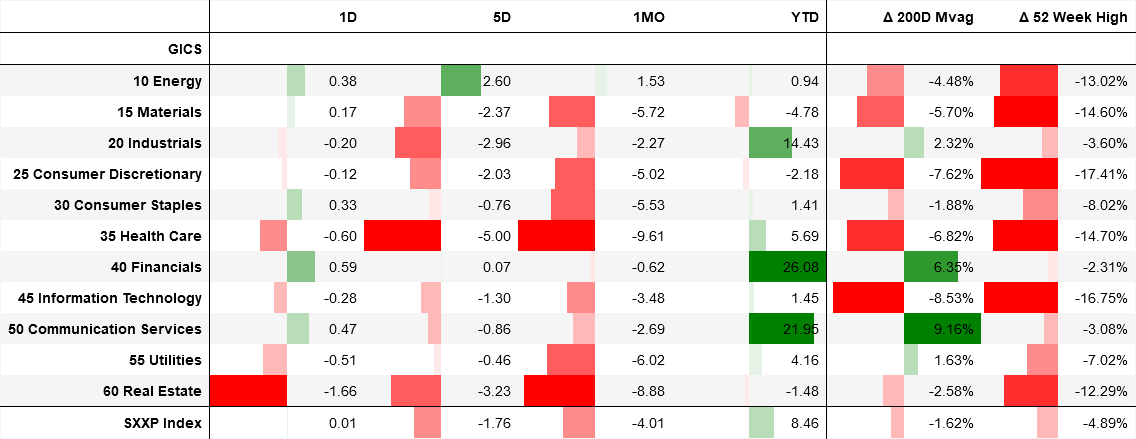 1D 5D 1MO YTD Δ 200D Mvag Δ 52 Week High
GICS
10 Energy 0.38 2.60 1.53 0.94 -4.48% -13.02%
15 Materials 0.17 -2.37 -5.72 -4.78 -5.70% -14.60%
20 Industrials -0.20 -2.96 -2.27 14.43 2.32% -3.60%
25 Consumer Discretionary -0.12 -2.03 -5.02 -2.18 -7.62% -17.41%
30 Consumer Staples 0.33 -0.76 -5.53 1.41 -1.88% -8.02%
35 Health Care -0.60 -5.00 -9.61 5.69 -6.82% -14.70%
40 Financials 0.59 0.07 -0.62 26.08 6.35% -2.31%
45 Information Technology -0.28 -1.30 -3.48 1.45 -8.53% -16.75%
50 Communication Services 0.47 -0.86 -2.69 21.95 9.16% -3.08%
55 Utilities -0.51 -0.46 -6.02 4.16 1.63% -7.02%
60 Real Estate -1.66 -3.23 -8.88 -1.48 -2.58% -12.29%
SXXP Index 0.01 -1.76 -4.01 8.46 -1.62% -4.89%